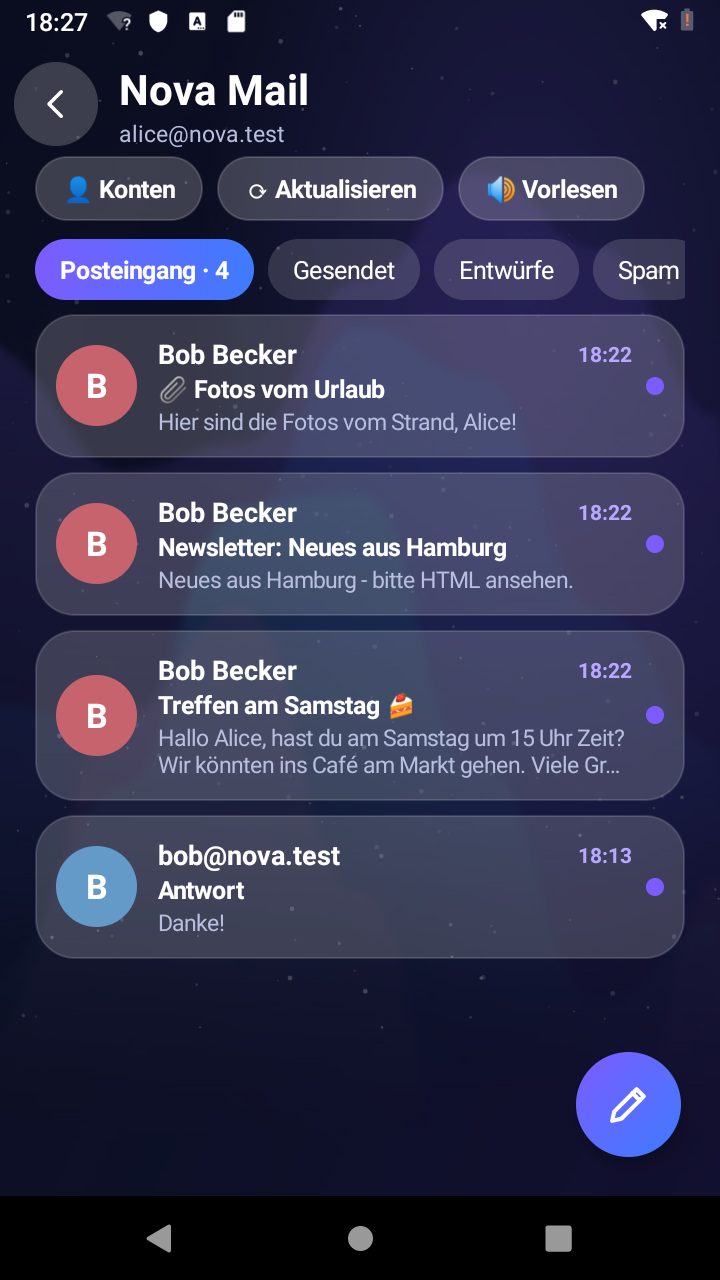 18:27
Nova Mail
alice@nova.test
👤 Konten
⟳ Aktualisieren
🔊 Vorlesen
Posteingang · 4
Gesendet
Entwürfe
Spam
Bob Becker
18:22
B
📎 Fotos vom Urlaub
Hier sind die Fotos vom Strand, Alice!
Bob Becker
18:22
B
Newsletter: Neues aus Hamburg
Neues aus Hamburg - bitte HTML ansehen.
Bob Becker
18:22
B
Treffen am Samstag 🍰
Hallo Alice, hast du am Samstag um 15 Uhr Zeit?
Wir könnten ins Café am Markt gehen. Viele Gr...
bob@nova.test
18:13
B
Antwort
Danke!